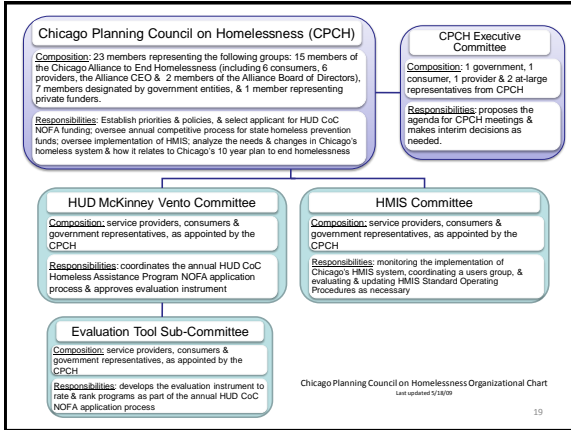 Chicago Planning Council on Homelessness (CPCH)
Composition: 23 members representing the following groups: 15 members of
the Chicago Alliance to End Homelessness (including 6 consumers, 6
providers, the Alliance CEO & 2 members of the Alliance Board of Directors),
7 members designated by government entities, & 1 member representing
private funders.
Responsibilities: Establish priorities & policies, & select applicant for HUD CoC
NOFA funding; oversee annual competitive process for state homeless prevention
funds; oversee implementation of HMIS; analyze the needs & changes in Chicago's
homeless system & how it relates to Chicago's 10 year plan to end homelessness
CPCH Executive
Committee
Composition: 1 government, 1
consumer, 1 provider & 2 at-large
representatives from CPCH
Responsibilities: proposes the
agenda for CPCH meetings &
makes interim decisions as
needed.
HUD McKinney Vento Committee
Composition: service providers, consumers &
government representatives, as appointed by the
CPCH
Responsibilities: coordinates the annual HUD CoC
Homeless Assistance Program NOFA application
process & approves evaluation instrument
HMIS Committee
Composition: service providers, consumers &
government representatives, as appointed by the
CPCH
Responsibilities: monitoring the implementation of
Chicago's HMIS system, coordinating a users group, &
evaluating & updating HMIS Standard Operating
Procedures as necessary
Evaluation Tool Sub-Committee
Composition: service providers, consumers &
government representatives, as appointed by the
CPCH
Responsibilities: develops the evaluation instrument to
rate & rank programs as part of the annual HUD CoC
NOFA application process
Chicago Planning Council on Homelessness Organizational Chart
Last updated 5/18/09
19